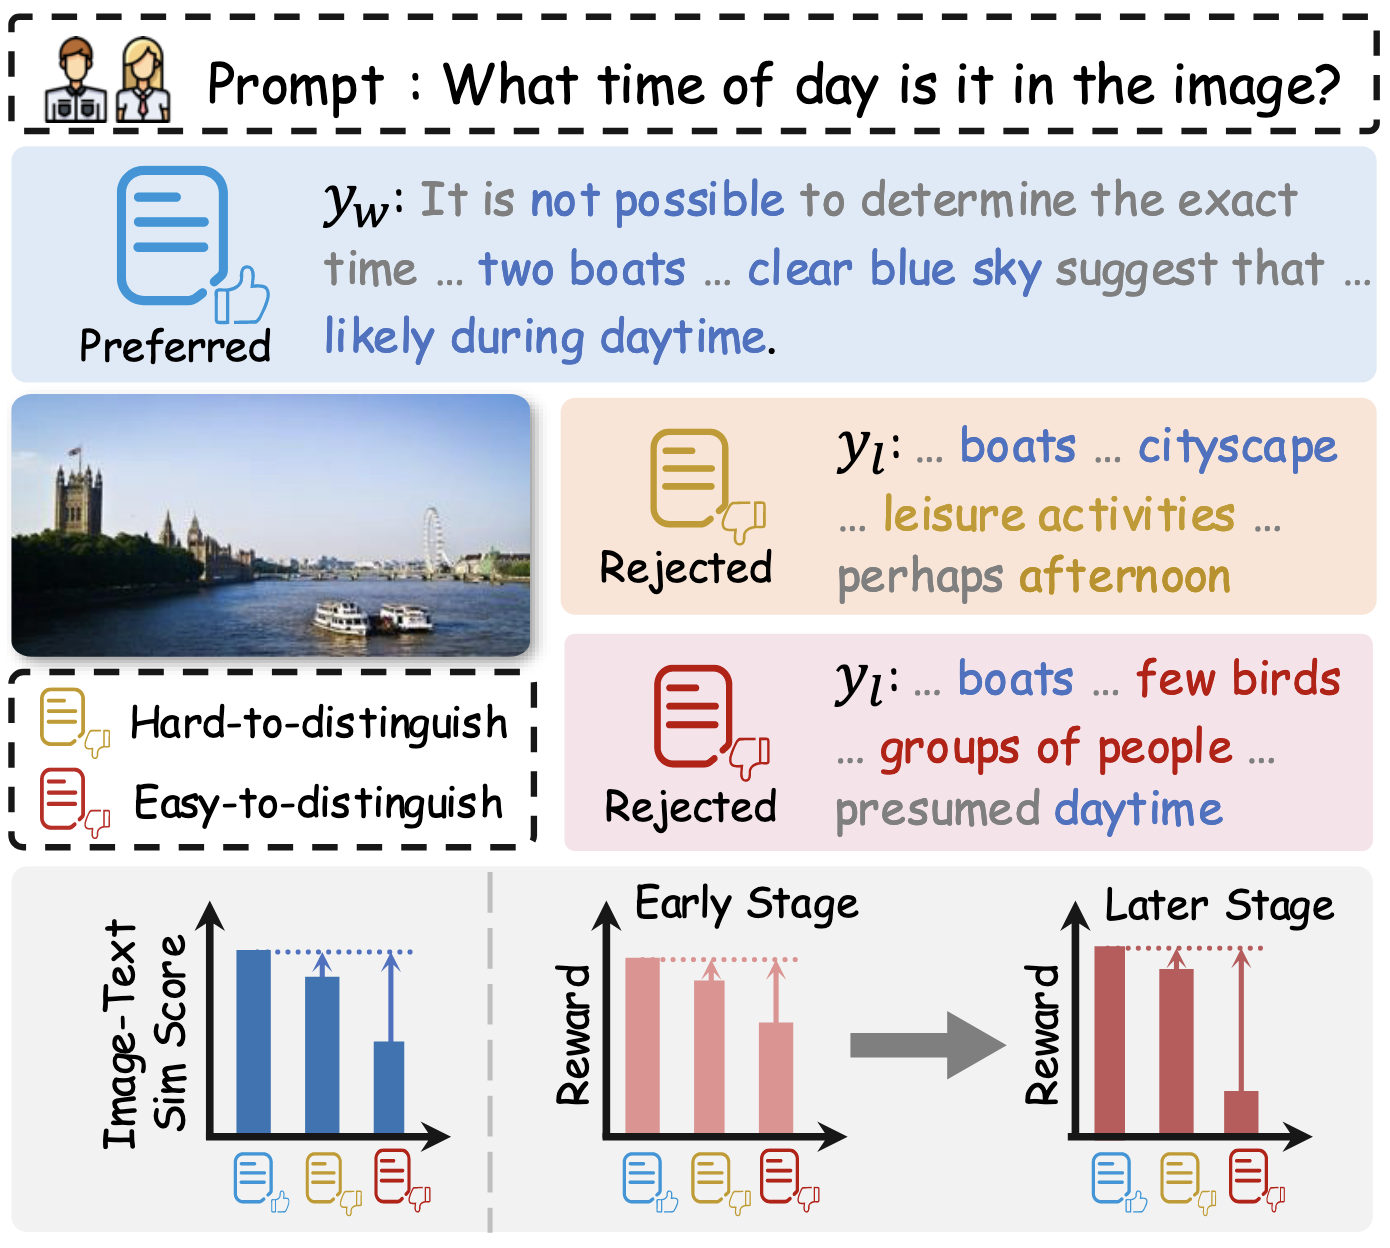 Prompt : What time of day is it in the image?
y_w: It is not possible to determine the exact
time ... two boats ... clear blue sky suggest that ...
likely during daytime.
Preferred
y_l: ... boats ... cityscape
... leisure activities ...
perhaps afternoon
Rejected
y_l: ... boats ... few birds
... groups of people ...
presumed daytime
Rejected
Hard-to-distinguish
Easy-to-distinguish
Image-Text
Sim Score
Early Stage
Reward
Later Stage
Reward